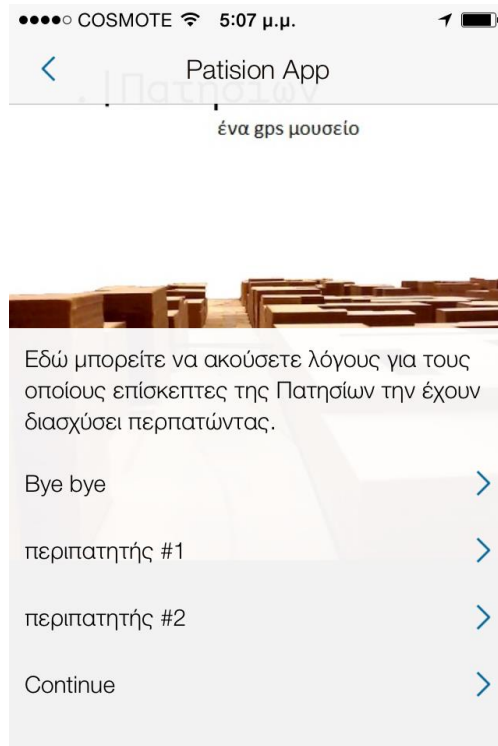 COSMOTE 5:07 μ.μ.
Patision App
.|Πατησίων
ένα gps μουσείο
Εδώ μπορείτε να ακούσετε λόγους για τους
οποίους επίσκεπτες της Πατησίων την έχουν
διασχύσει περπατώντας.
Bye bye
περιπατητής #1
περιπατητής #2
Continue